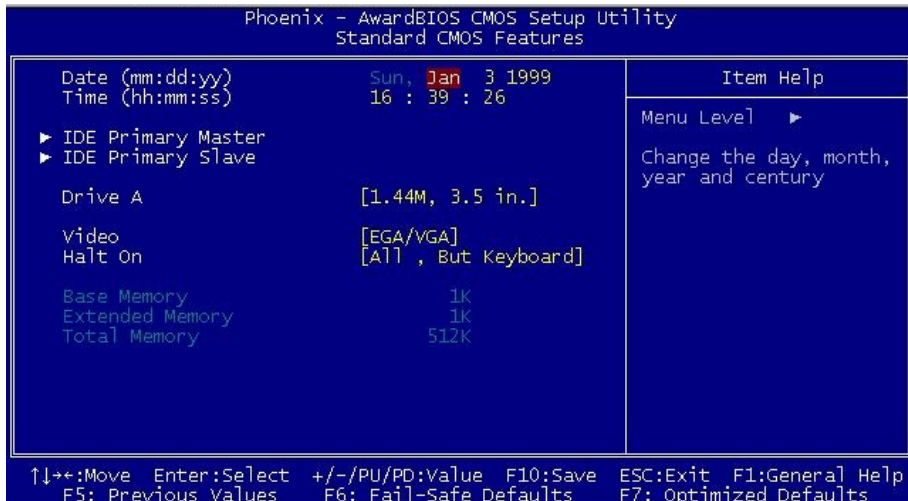 Phoenix - AwardBIOS CMOS Setup Utility
Standard CMOS Features
Date (mm:dd:yy) Sun, Jan 3 1999
Time (hh:mm:ss) 16 : 39 : 26
► IDE Primary Master
► IDE Primary Slave
Drive A [1.44M, 3.5 in.]
Video [EGA/VGA]
Halt On [All , But Keyboard]
Base Memory 1K
Extended Memory 1K
Total Memory 512K
Item Help
Menu Level ►
Change the day, month,
year and century
↑↓→←:Move Enter:Select +/-/PU/PD:Value F10:Save ESC:Exit F1:General Help
F5: Previous Values F6: Fail-Safe Defaults F7: Optimized Defaults